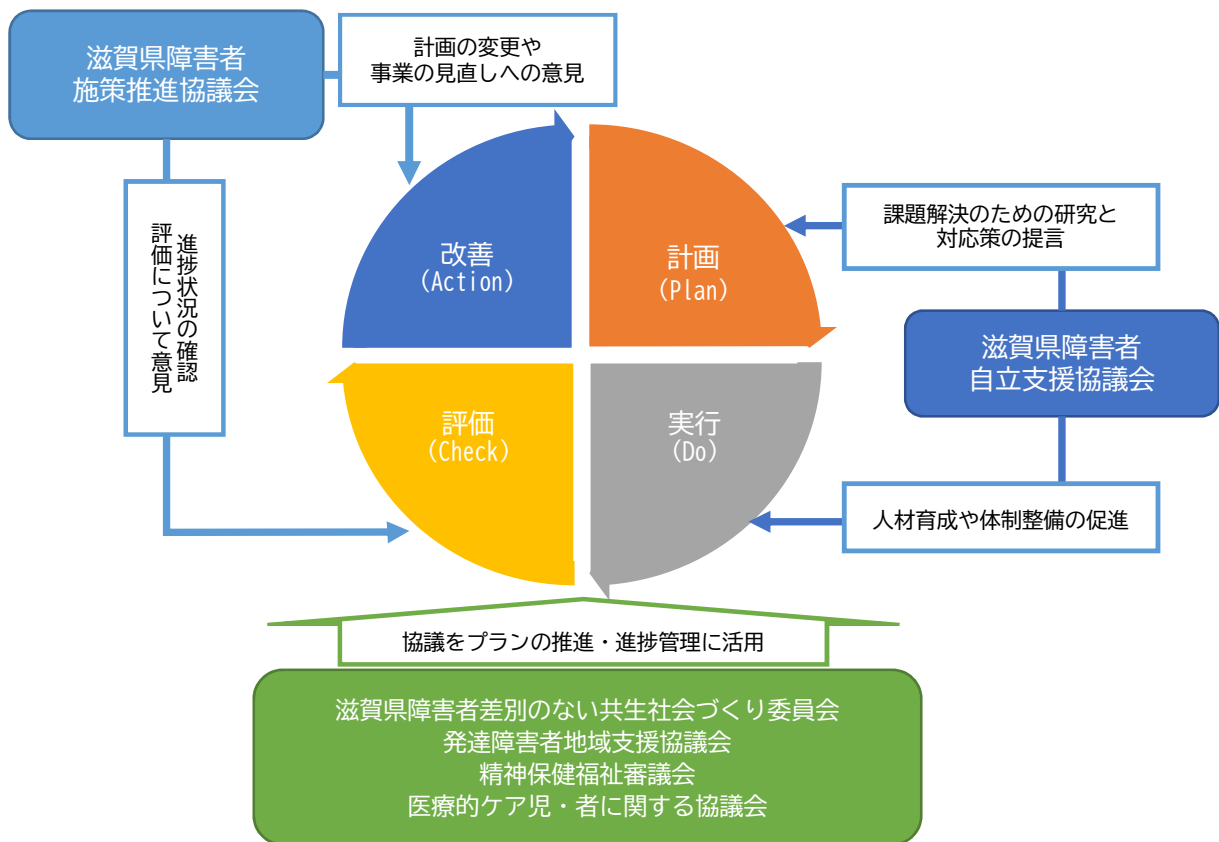 滋賀県障害者
施策推進協議会
計画の変更や
事業の見直しへの意見
進捗状況の確認
評価について意見
改善
(Action)
計画
(Plan)
課題解決のための研究と
対応策の提言
滋賀県障害者
自立支援協議会
評価
(Check)
実行
(Do)
人材育成や体制整備の促進
協議をプランの推進・進捗管理に活用
滋賀県障害者差別のない共生社会づくり委員会
発達障害者地域支援協議会
精神保健福祉審議会
医療的ケア児・者に関する協議会